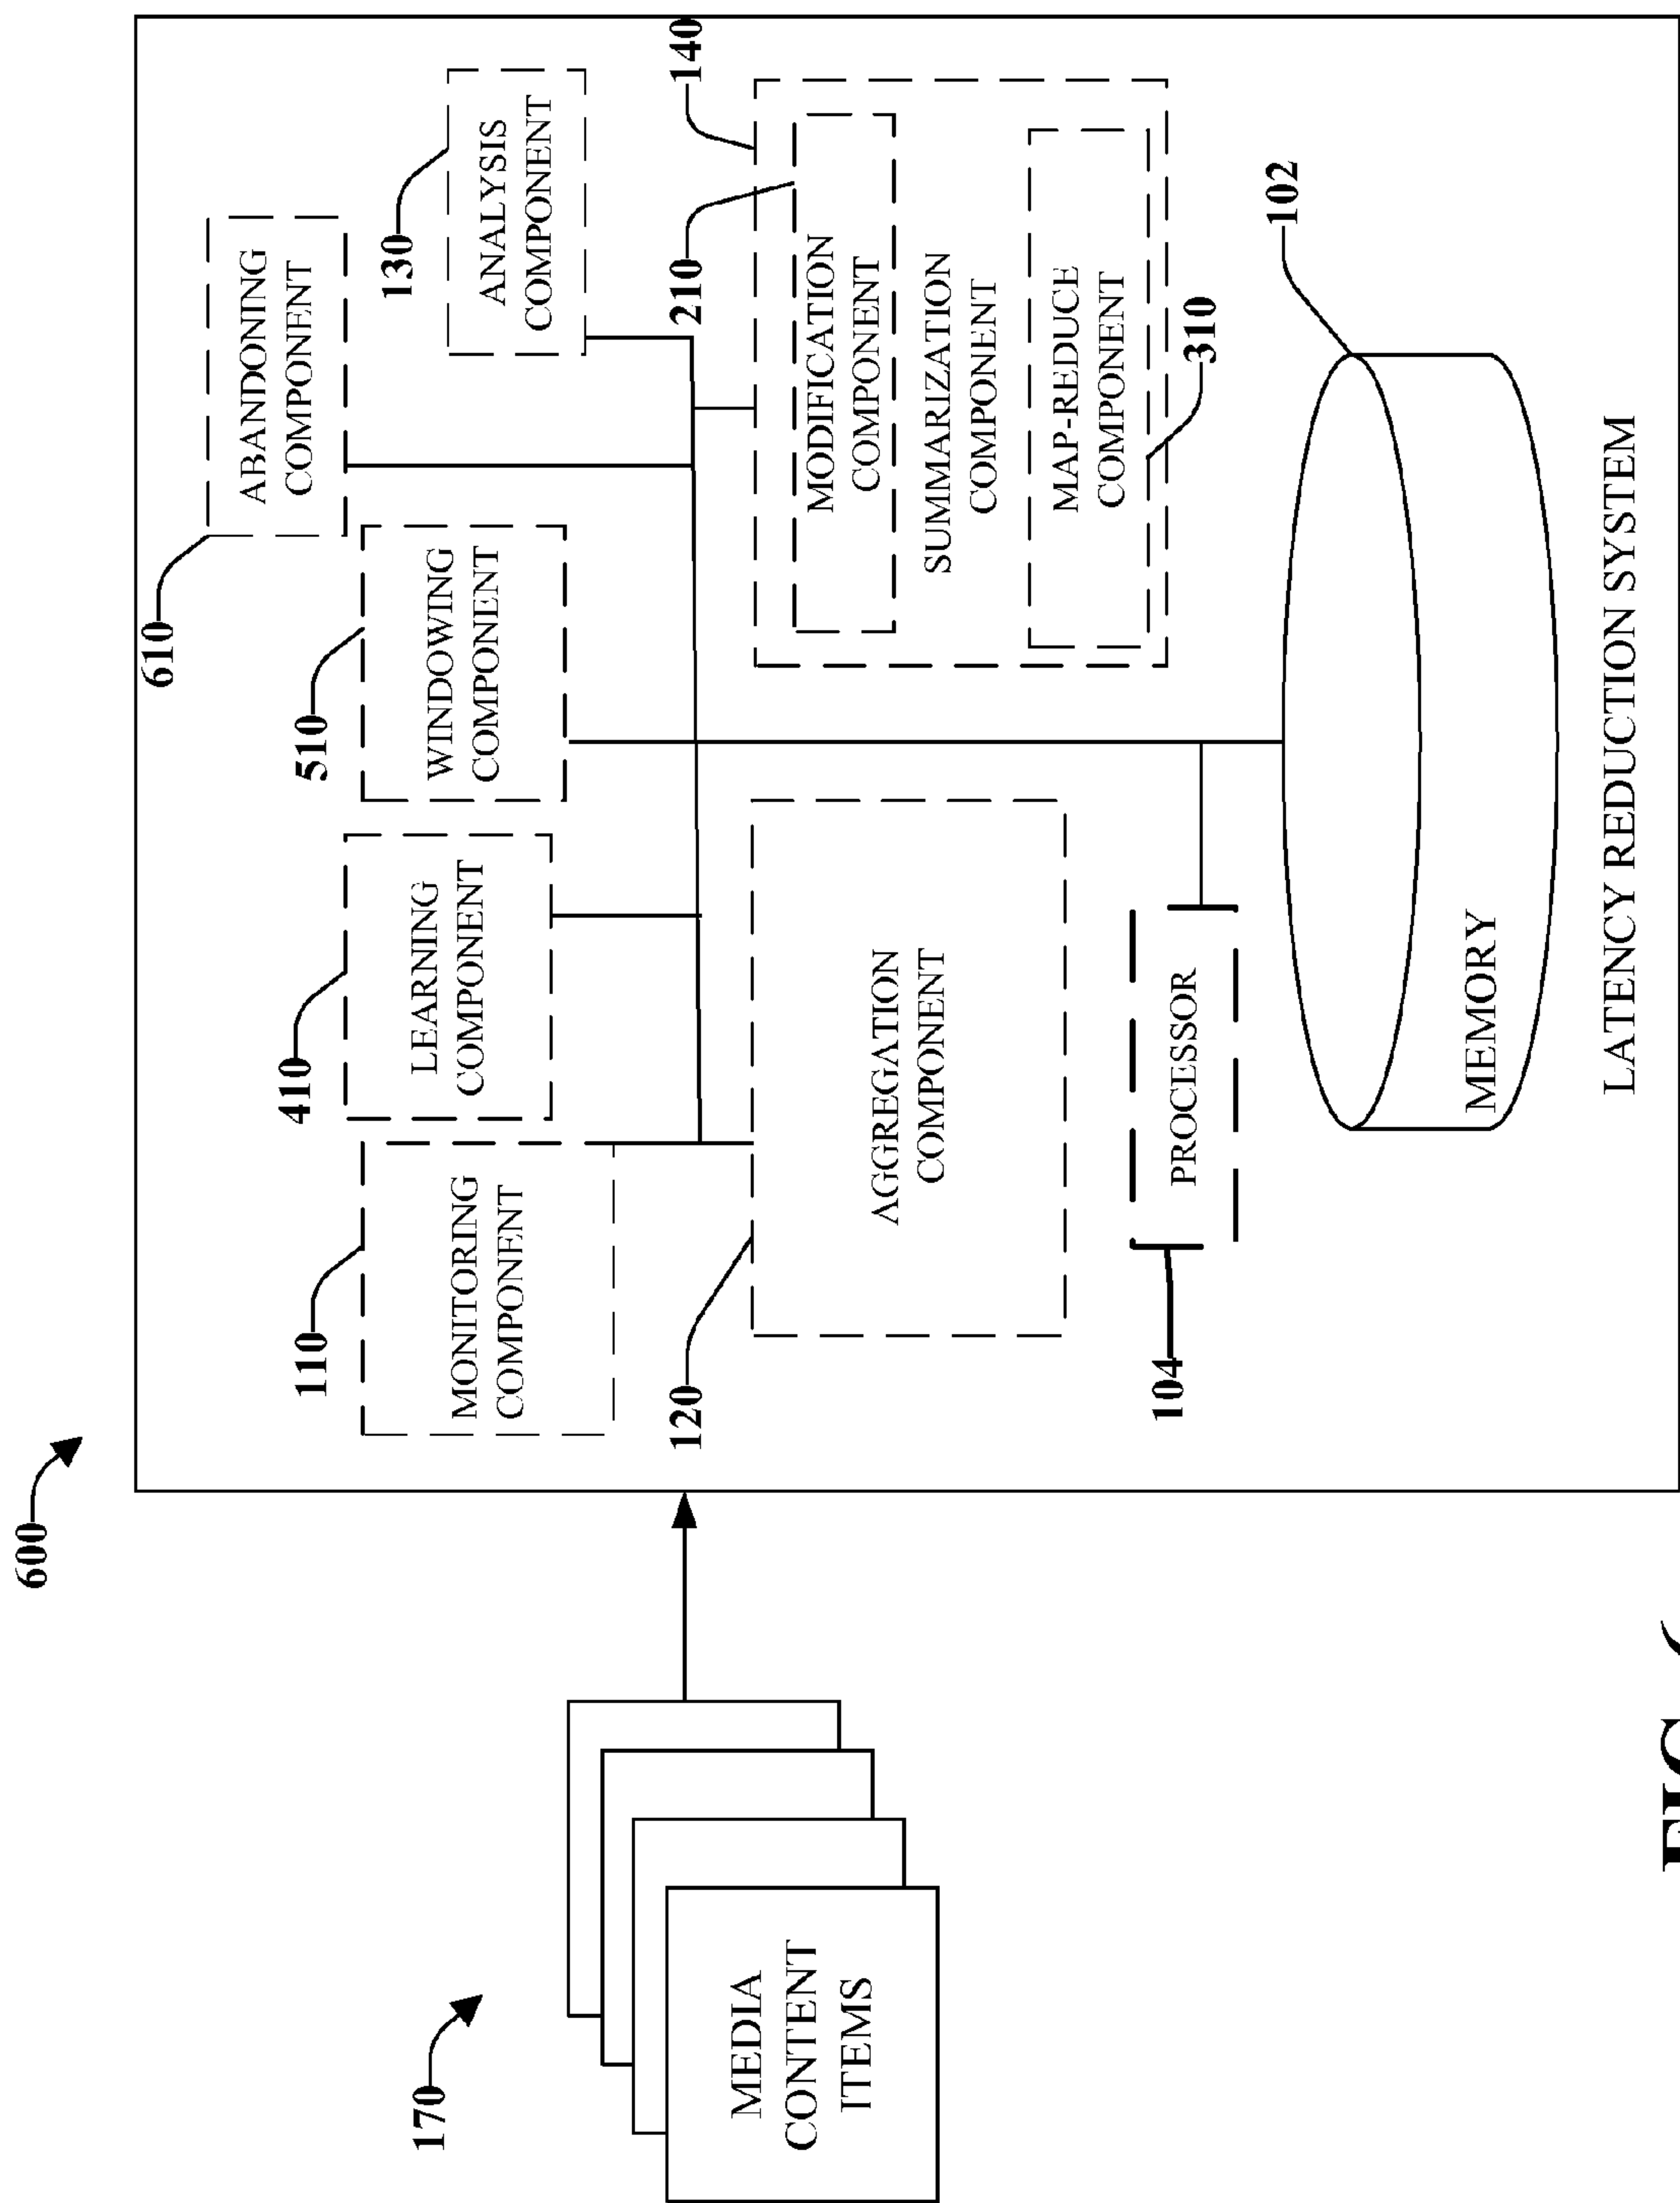 600
170
MEDIA
CONTENT
ITEMS
610
ABANDONING
COMPONENT
110
MONITORING
COMPONENT
410
LEARNING
COMPONENT
510
WINDOWING
COMPONENT
130
ANALYSIS
COMPONENT
120
AGGREGATION
COMPONENT
140
210
MODIFICATION
COMPONENT
SUMMARIZATION
COMPONENT
MAP-REDUCE
COMPONENT
310
104
PROCESSOR
102
MEMORY
LATENCY REDUCTION SYSTEM